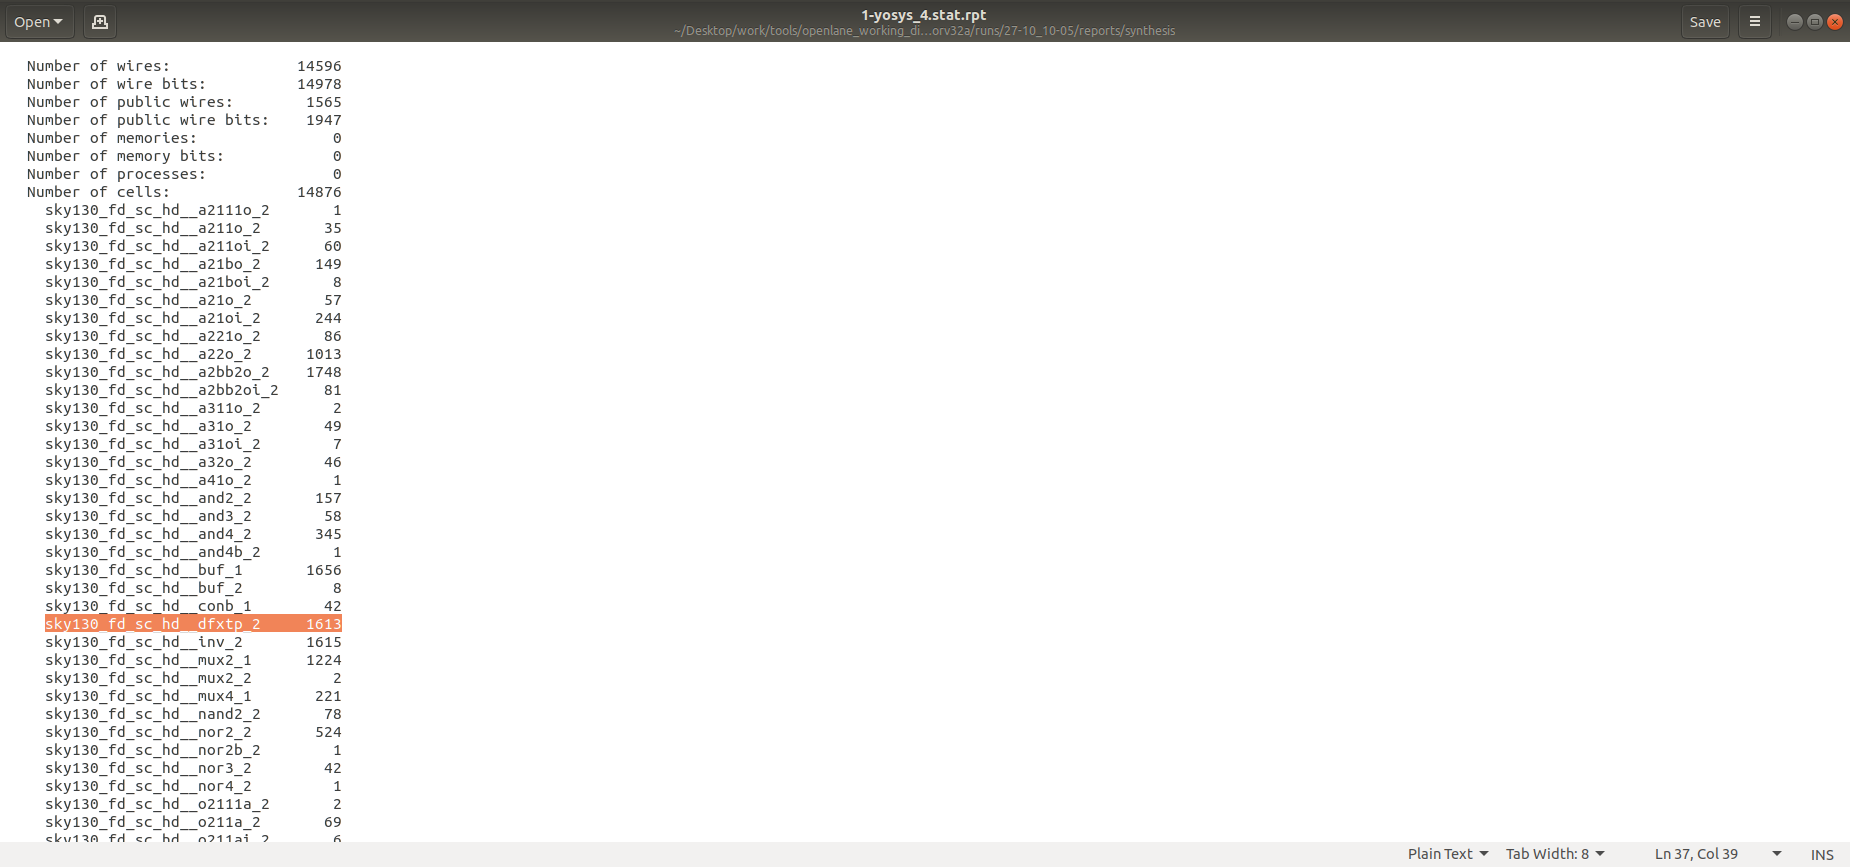 Open
1-yosys_4.stat.rpt
~/Desktop/work/tools/openlane_working_di…orv32a/runs/27-10_10-05/reports/synthesis
Save
Number of wires: 14596
Number of wire bits: 14978
Number of public wires: 1565
Number of public wire bits: 1947
Number of memories: 0
Number of memory bits: 0
Number of processes: 0
Number of cells: 14876
sky130_fd_sc_hd__a2111o_2 1
sky130_fd_sc_hd__a211o_2 35
sky130_fd_sc_hd__a211oi_2 60
sky130_fd_sc_hd__a21bo_2 149
sky130_fd_sc_hd__a21boi_2 8
sky130_fd_sc_hd__a21o_2 57
sky130_fd_sc_hd__a21oi_2 244
sky130_fd_sc_hd__a221o_2 86
sky130_fd_sc_hd__a22o_2 1013
sky130_fd_sc_hd__a2bb2o_2 1748
sky130_fd_sc_hd__a2bb2oi_2 81
sky130_fd_sc_hd__a311o_2 2
sky130_fd_sc_hd__a31o_2 49
sky130_fd_sc_hd__a31oi_2 7
sky130_fd_sc_hd__a32o_2 46
sky130_fd_sc_hd__a41o_2 1
sky130_fd_sc_hd__and2_2 157
sky130_fd_sc_hd__and3_2 58
sky130_fd_sc_hd__and4_2 345
sky130_fd_sc_hd__and4b_2 1
sky130_fd_sc_hd__buf_1 1656
sky130_fd_sc_hd__buf_2 8
sky130_fd_sc_hd__conb_1 42
sky130_fd_sc_hd__dfxtp_2 1613
sky130_fd_sc_hd__inv_2 1615
sky130_fd_sc_hd__mux2_1 1224
sky130_fd_sc_hd__mux2_2 2
sky130_fd_sc_hd__mux4_1 221
sky130_fd_sc_hd__nand2_2 78
sky130_fd_sc_hd__nor2_2 524
sky130_fd_sc_hd__nor2b_2 1
sky130_fd_sc_hd__nor3_2 42
sky130_fd_sc_hd__nor4_2 1
sky130_fd_sc_hd__o2111a_2 2
sky130_fd_sc_hd__o211a_2 69
sky130_fd_sc_hd__o211ai_2 6
Plain Text Tab Width: 8 Ln 37, Col 39 INS